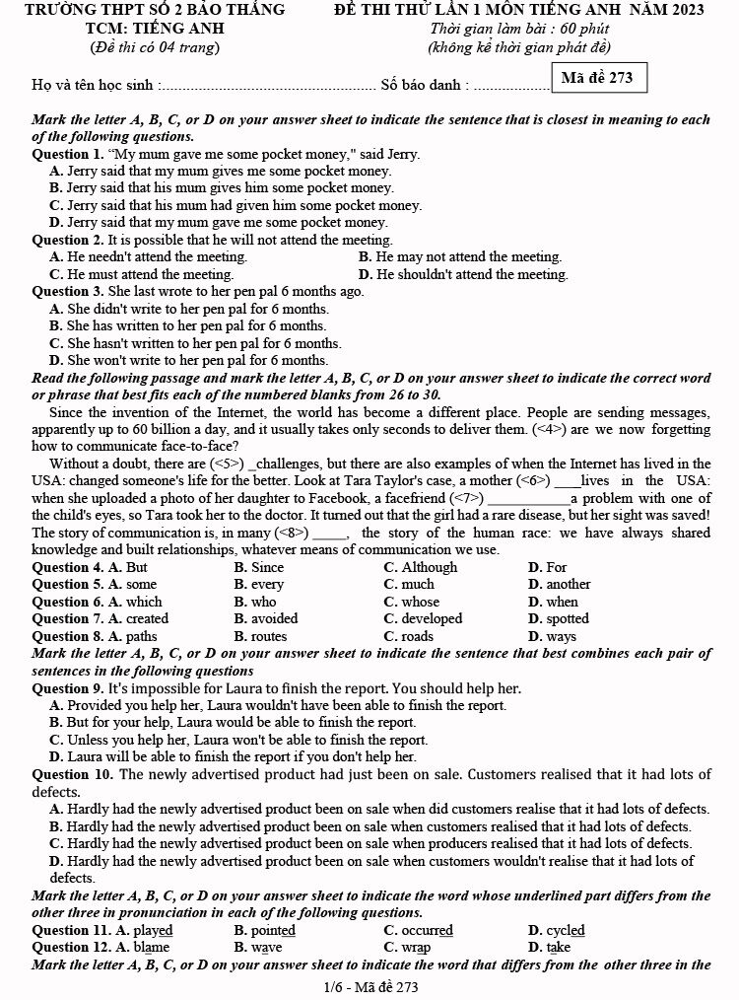 TRƯỜNG THPT SỐ 2 BẢO THẮNG
ĐỀ THI THỬ LẦN 1 MÔN TIẾNG ANH NĂM 2023
TCM: TIẾNG ANH
Thời gian làm bài : 60 phút
(Đề thi có 04 trang)
(không kể thời gian phát đề)
Họ và tên học sinh :.................................................... Số báo danh : ...................
Mã đề 273
Mark the letter A, B, C, or D on your answer sheet to indicate the sentence that is closest in meaning to each
of the following questions.
Question 1. “My mum gave me some pocket money," said Jerry.
A. Jerry said that my mum gives me some pocket money.
B. Jerry said that his mum gives him some pocket money.
C. Jerry said that his mum had given him some pocket money.
D. Jerry said that my mum gave me some pocket money.
Question 2. It is possible that he will not attend the meeting.
A. He needn't attend the meeting. B. He may not attend the meeting.
C. He must attend the meeting. D. He shouldn't attend the meeting.
Question 3. She last wrote to her pen pal 6 months ago.
A. She didn't write to her pen pal for 6 months.
B. She has written to her pen pal for 6 months.
C. She hasn't written to her pen pal for 6 months.
D. She won't write to her pen pal for 6 months.
Read the following passage and mark the letter A, B, C, or D on your answer sheet to indicate the correct word
or phrase that best fits each of the numbered blanks from 26 to 30.
Since the invention of the Internet, the world has become a different place. People are sending messages,
apparently up to 60 billion a day, and it usually takes only seconds to deliver them. (<4>) are we now forgetting
how to communicate face-to-face?
Without a doubt, there are (<5>) _challenges, but there are also examples of when the Internet has lived in the
USA: changed someone's life for the better. Look at Tara Taylor's case, a mother (<6>) ____lives in the USA:
when she uploaded a photo of her daughter to Facebook, a facefriend (<7>) ____________a problem with one of
the child's eyes, so Tara took her to the doctor. It turned out that the girl had a rare disease, but her sight was saved!
The story of communication is, in many (<8>) _____, the story of the human race: we have always shared
knowledge and built relationships, whatever means of communication we use.
Question 4. A. But B. Since C. Although D. For
Question 5. A. some B. every C. much D. another
Question 6. A. which B. who C. whose D. when
Question 7. A. created B. avoided C. developed D. spotted
Question 8. A. paths B. routes C. roads D. ways
Mark the letter A, B, C, or D on your answer sheet to indicate the sentence that best combines each pair of
sentences in the following questions
Question 9. It's impossible for Laura to finish the report. You should help her.
A. Provided you help her, Laura wouldn't have been able to finish the report.
B. But for your help, Laura would be able to finish the report.
C. Unless you help her, Laura won't be able to finish the report.
D. Laura will be able to finish the report if you don't help her.
Question 10. The newly advertised product had just been on sale. Customers realised that it had lots of
defects.
A. Hardly had the newly advertised product been on sale when did customers realise that it had lots of defects.
B. Hardly had the newly advertised product been on sale when customers realised that it had lots of defects.
C. Hardly had the newly advertised product been on sale when producers realised that it had lots of defects.
D. Hardly had the newly advertised product been on sale when customers wouldn't realise that it had lots of
defects.
Mark the letter A, B, C, or D on your answer sheet to indicate the word whose underlined part differs from the
other three in pronunciation in each of the following questions.
Question 11. A. played B. pointed C. occurred D. cycled
Question 12. A. blame B. wave C. wrap D. take
Mark the letter A, B, C, or D on your answer sheet to indicate the word that differs from the other three in the
1/6 - Mã đề 273